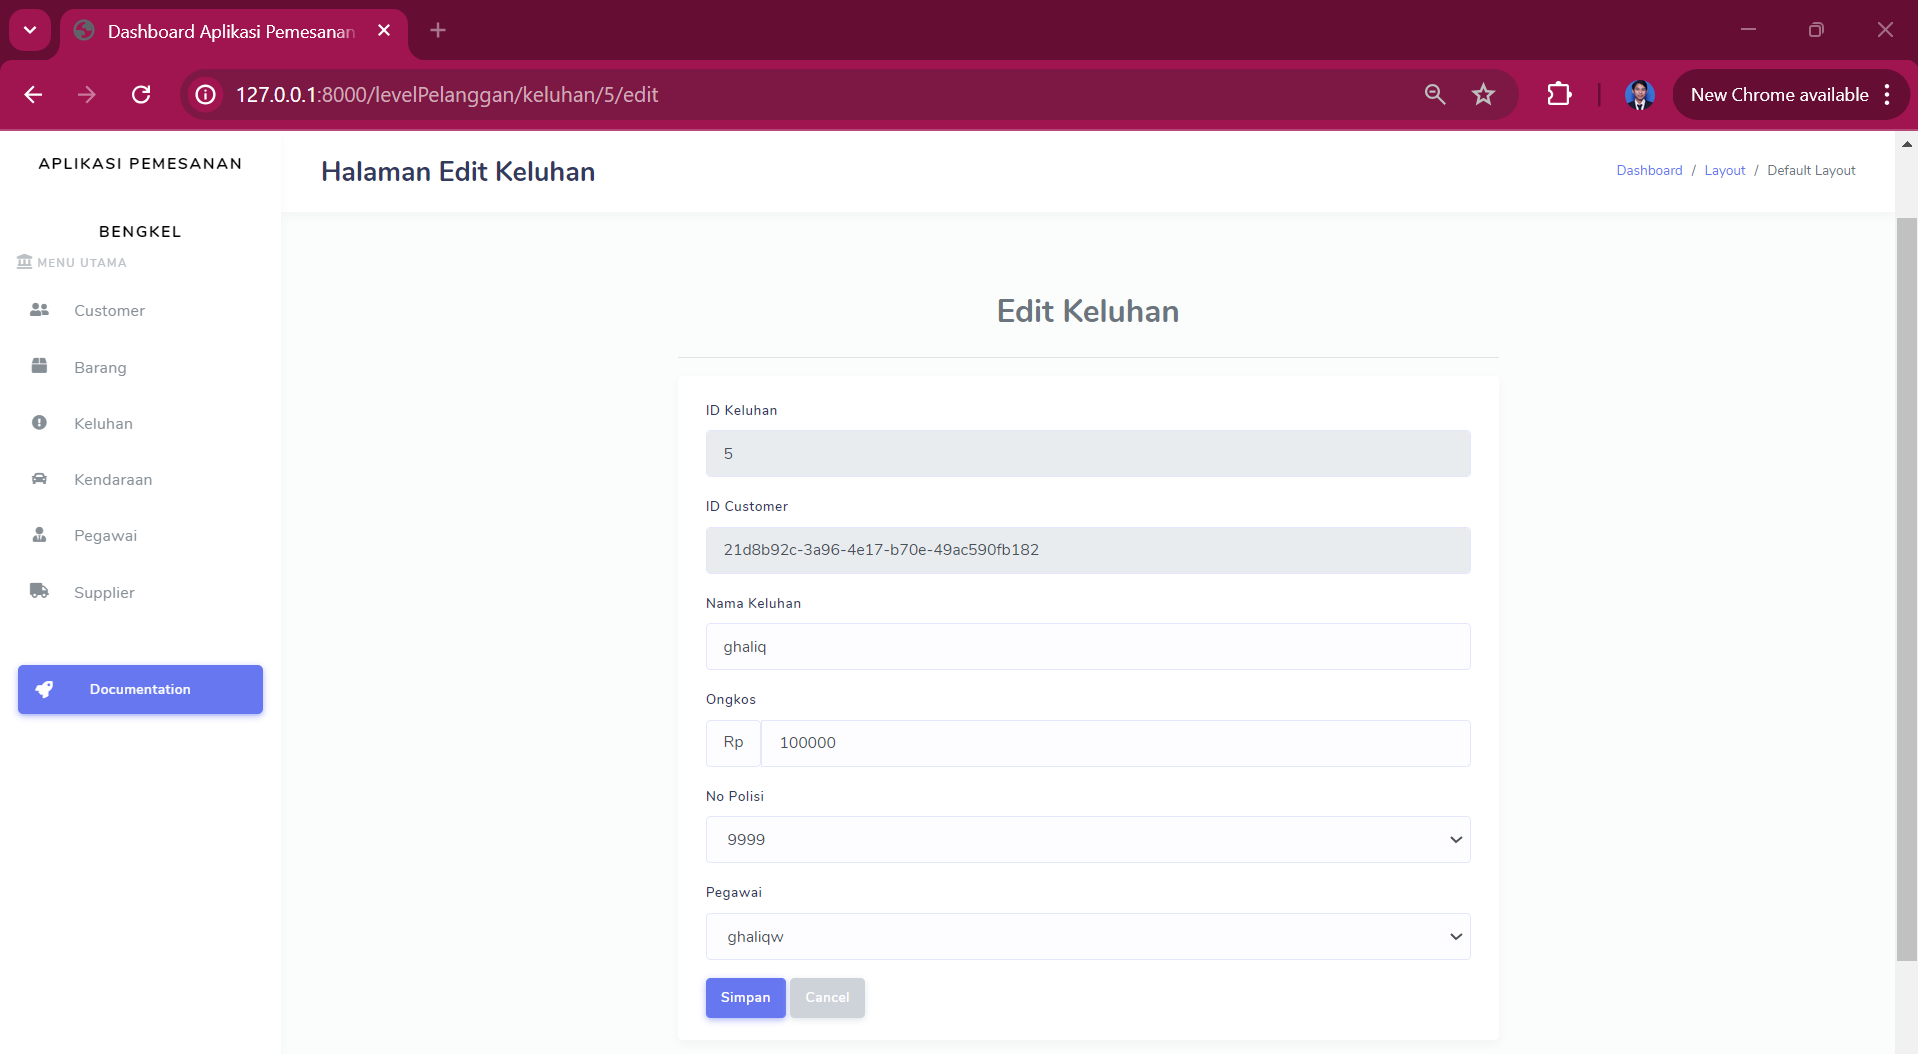 Dashboard Aplikasi Pemesanan
127.0.0.1:8000/levelPelanggan/keluhan/5/edit
New Chrome available
APLIKASI PEMESANAN
BENGKEL
MENU UTAMA
Customer
Barang
Keluhan
Kendaraan
Pegawai
Supplier
Documentation
Halaman Edit Keluhan
Dashboard / Layout / Default Layout
Edit Keluhan
ID Keluhan
5
ID Customer
21d8b92c-3a96-4e17-b70e-49ac590fb182
Nama Keluhan
ghaliq
Ongkos
Rp 100000
No Polisi
9999
Pegawai
ghaliqw
Simpan Cancel